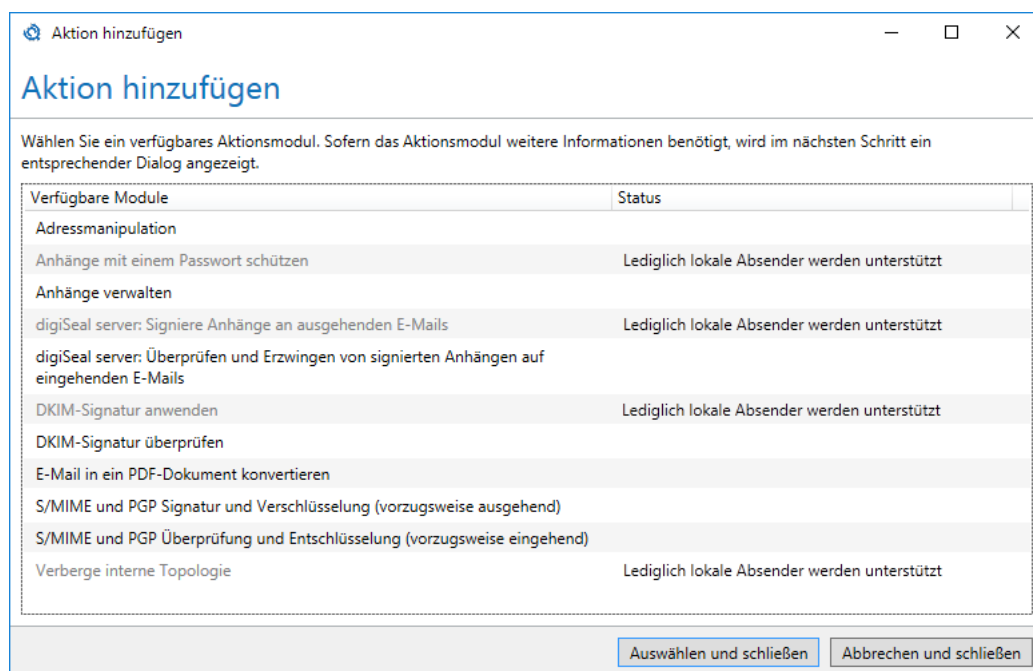 Aktion hinzufügen
Aktion hinzufügen
Wählen Sie ein verfügbares Aktionsmodul. Sofern das Aktionsmodul weitere Informationen benötigt, wird im nächsten Schritt ein
entsprechender Dialog angezeigt.
Verfügbare Module Status
Adressmanipulation
Anhänge mit einem Passwort schützen Lediglich lokale Absender werden unterstützt
Anhänge verwalten
digiSeal server: Signiere Anhänge an ausgehenden E-Mails Lediglich lokale Absender werden unterstützt
digiSeal server: Überprüfen und Erzwingen von signierten Anhängen auf
eingehenden E-Mails
DKIM-Signatur anwenden Lediglich lokale Absender werden unterstützt
DKIM-Signatur überprüfen
E-Mail in ein PDF-Dokument konvertieren
S/MIME und PGP Signatur und Verschlüsselung (vorzugsweise ausgehend)
S/MIME und PGP Überprüfung und Entschlüsselung (vorzugsweise eingehend)
Verberge interne Topologie Lediglich lokale Absender werden unterstützt
Auswählen und schließen Abbrechen und schließen